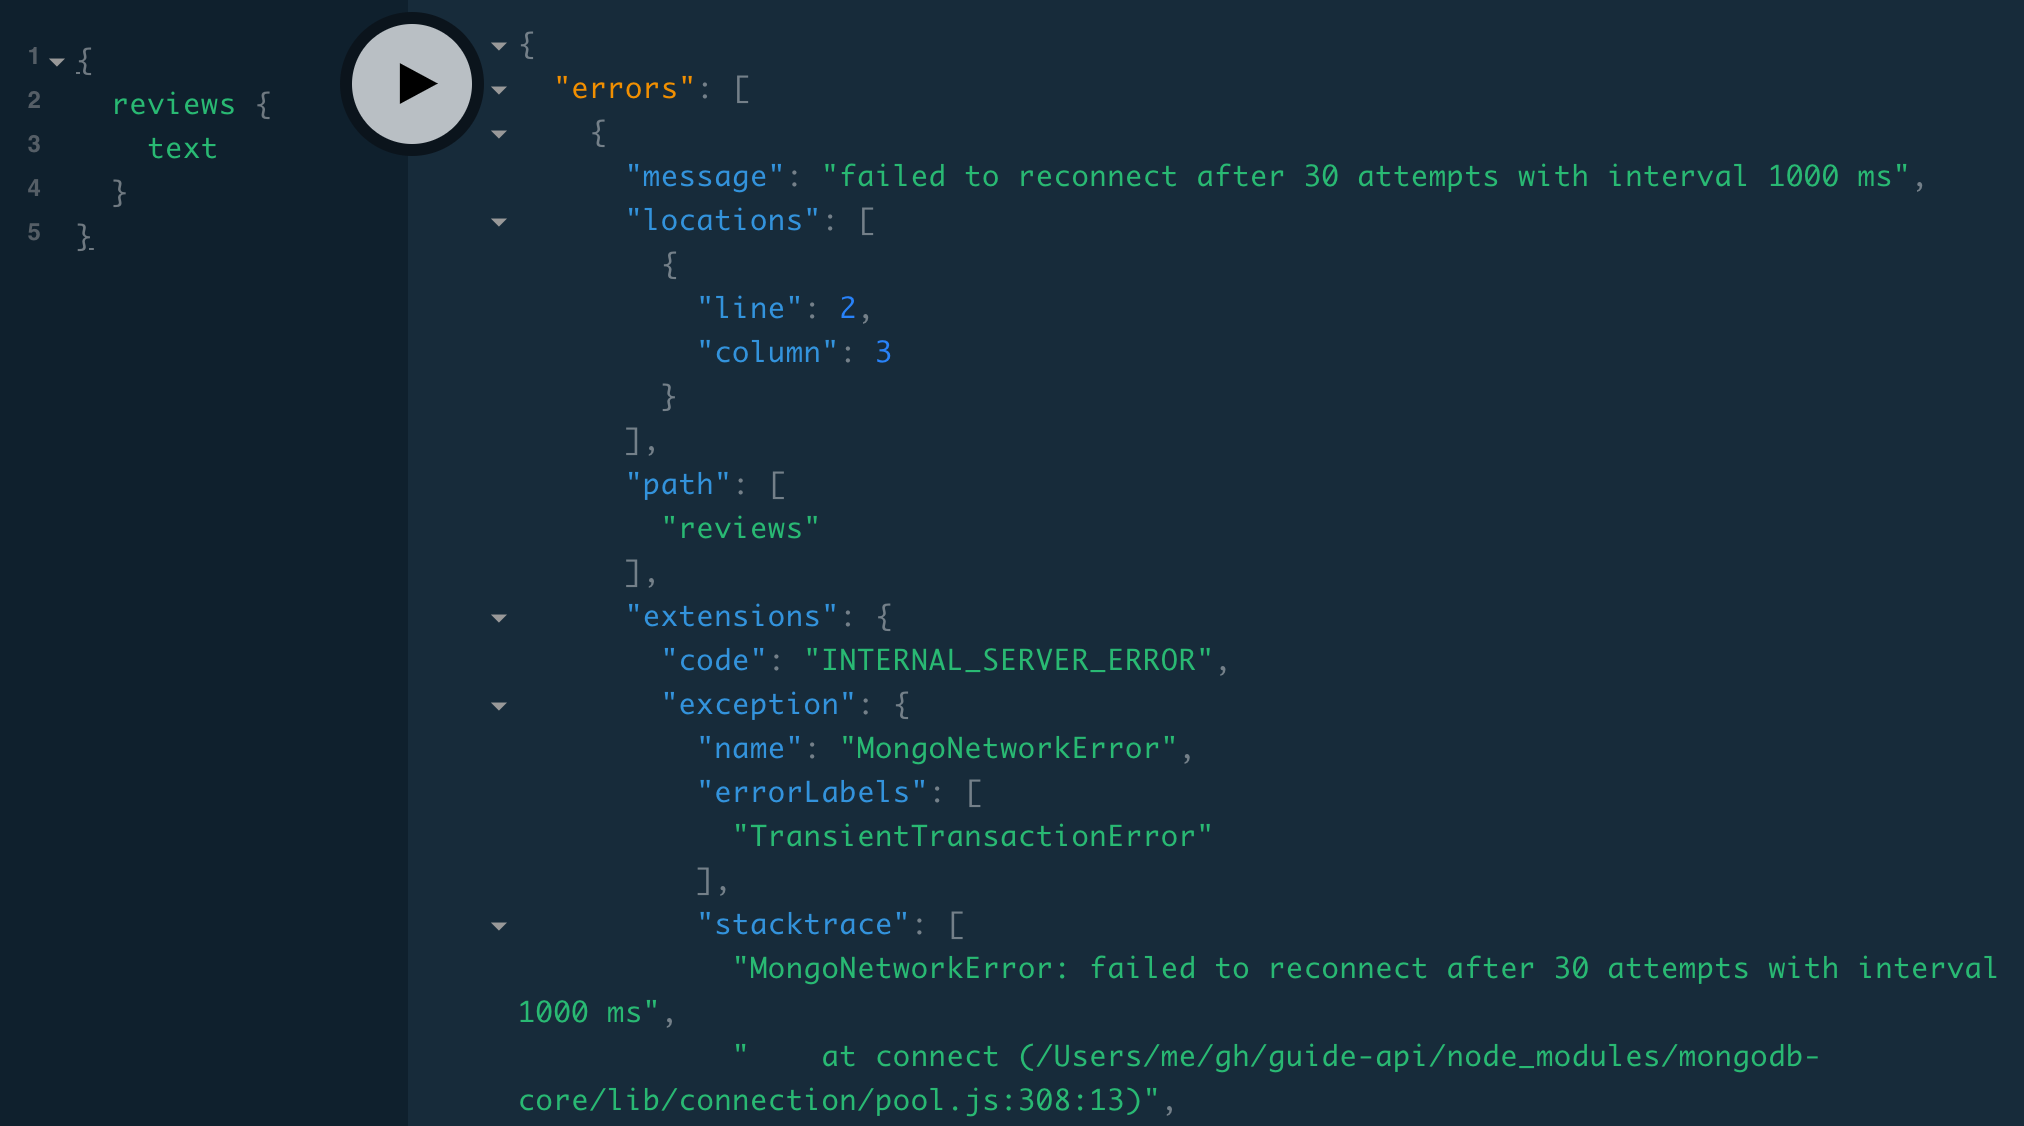 1 {
2 reviews {
3 text
4 }
5 }
{
"errors": [
{
"message": "failed to reconnect after 30 attempts with interval 1000 ms",
"locations": [
{
"line": 2,
"column": 3
}
],
"path": [
"reviews"
],
"extensions": {
"code": "INTERNAL_SERVER_ERROR",
"exception": {
"name": "MongoNetworkError",
"errorLabels": [
"TransientTransactionError"
],
"stacktrace": [
"MongoNetworkError: failed to reconnect after 30 attempts with interval
1000 ms",
"    at connect (/Users/me/gh/guide-api/node_modules/mongodb-
core/lib/connection/pool.js:308:13)",